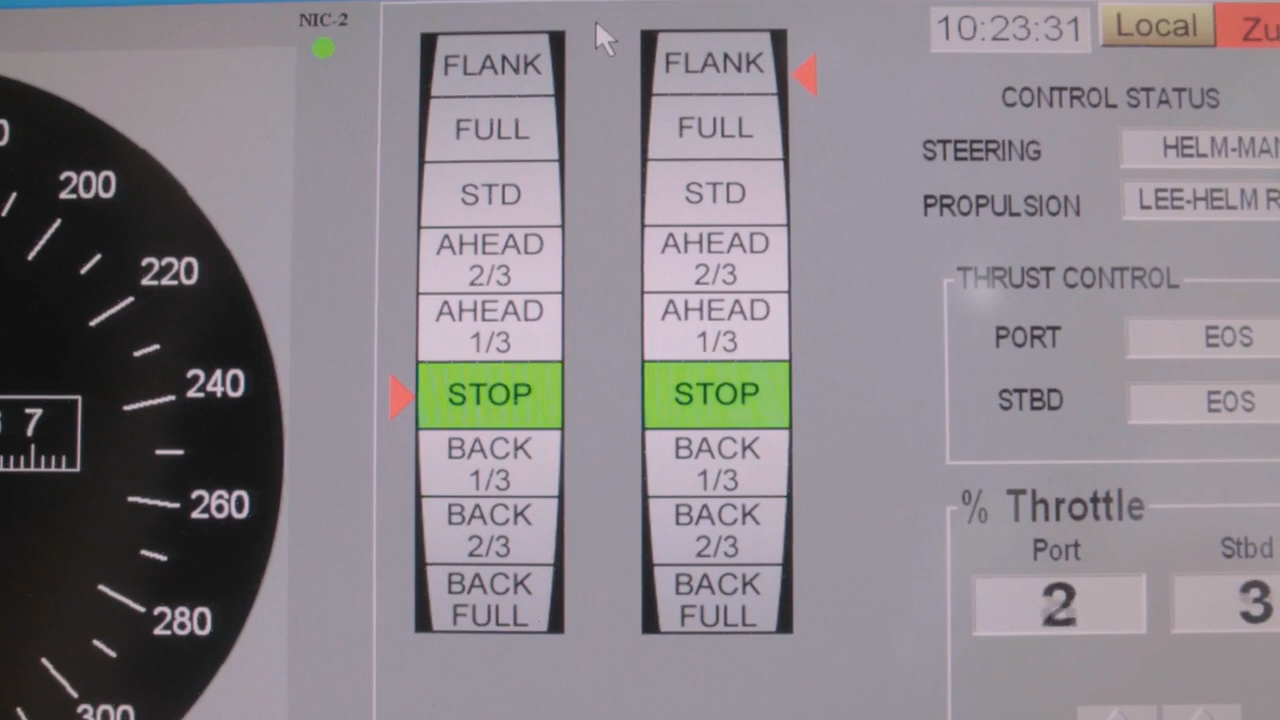 NIC-2
200
220
240
260
280
300
7
FLANK
FULL
STD
AHEAD
2/3
AHEAD
1/3
STOP
BACK
1/3
BACK
2/3
BACK
FULL
FLANK
FULL
STD
AHEAD
2/3
AHEAD
1/3
STOP
BACK
1/3
BACK
2/3
BACK
FULL
10:23:31 Local Zu
CONTROL STATUS
STEERING HELM-MAN
PROPULSION LEE-HELM R
THRUST CONTROL
PORT EOS
STBD EOS
% Throttle
Port Stbd
2 3